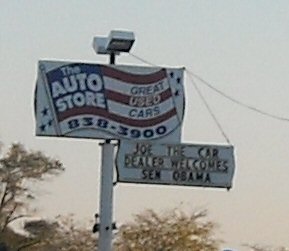 The
AUTO
STORE
GREAT
USED
CARS
838-3900
JOE THE CAR
DEALER WELCOMES
SEN OBAMA